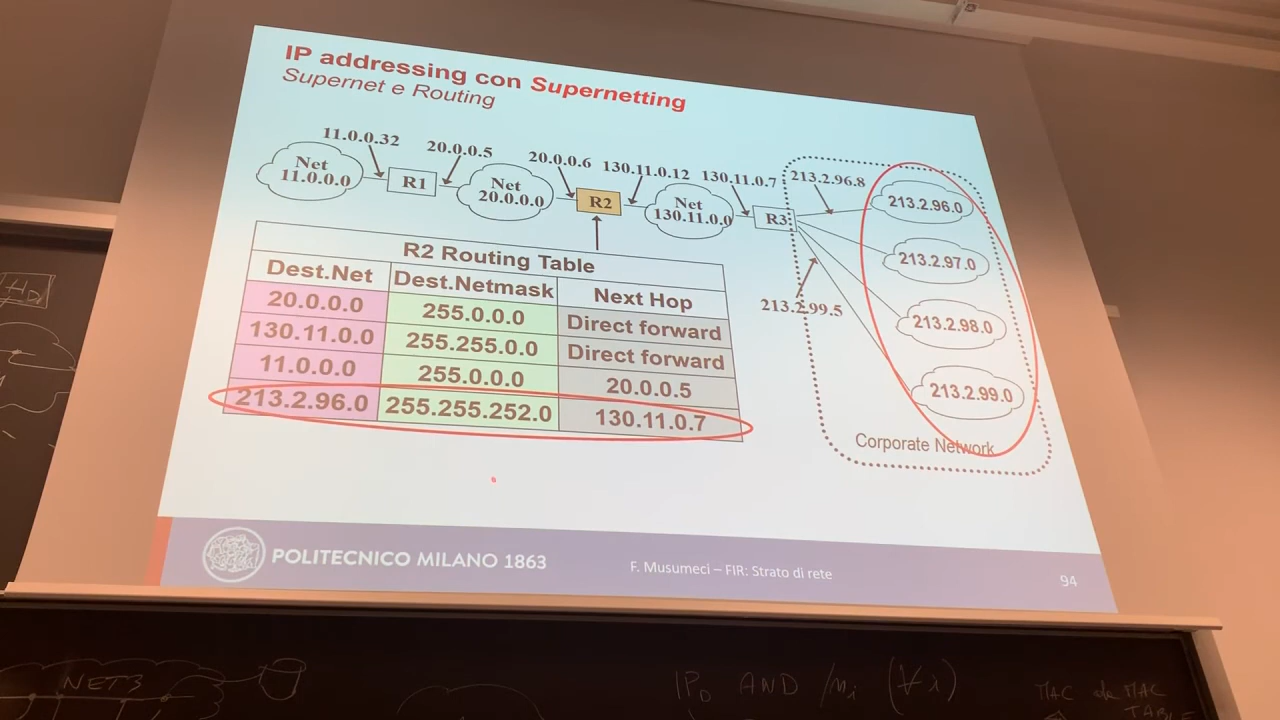 IP addressing con Supernetting
Supernet e Routing
11.0.0.32
20.0.0.5
20.0.0.6
130.11.0.12
130.11.0.7
213.2.96.8
Net
11.0.0.0
R1
Net
20.0.0.0
R2
Net
130.11.0.0
R3
213.2.96.0
213.2.97.0
213.2.98.0
213.2.99.0
213.2.99.5
Corporate Network
R2 Routing Table
Dest.Net Dest.Netmask Next Hop
20.0.0.0 255.0.0.0 Direct forward
130.11.0.0 255.255.0.0 Direct forward
11.0.0.0 255.0.0.0 20.0.0.5
213.2.96.0 255.255.252.0 130.11.0.7
POLITECNICO MILANO 1863
F. Musumeci – FIR: Strato di rete
94
NET3
IP_D AND /m_i (∀i)
MAC
MAC
TABLE